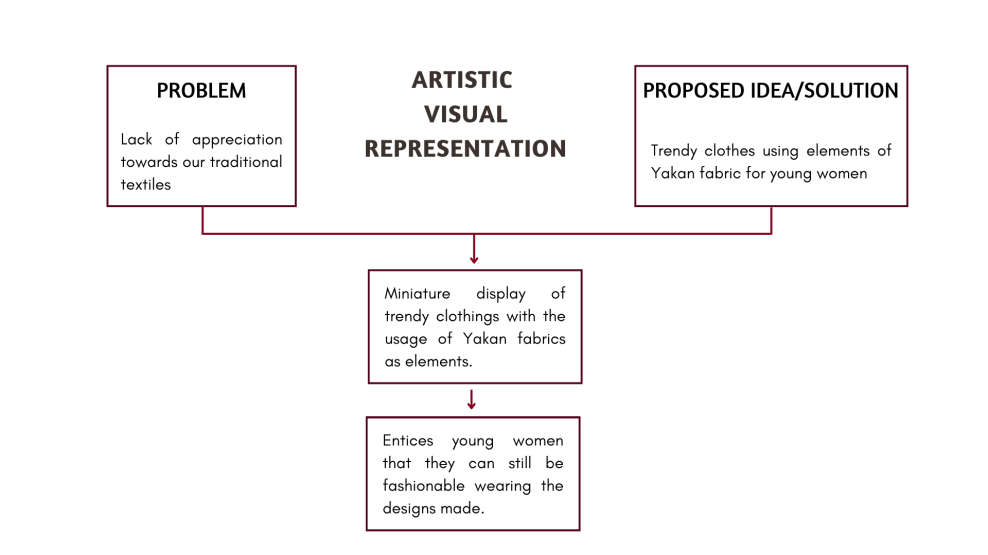 PROBLEM
Lack of appreciation
towards our traditional
textiles
ARTISTIC
VISUAL
REPRESENTATION
PROPOSED IDEA/SOLUTION
Trendy clothes using elements of
Yakan fabric for young women
Miniature display of
trendy clothings with the
usage of Yakan fabrics
as elements.
Entices young women
that they can still be
fashionable wearing the
designs made.